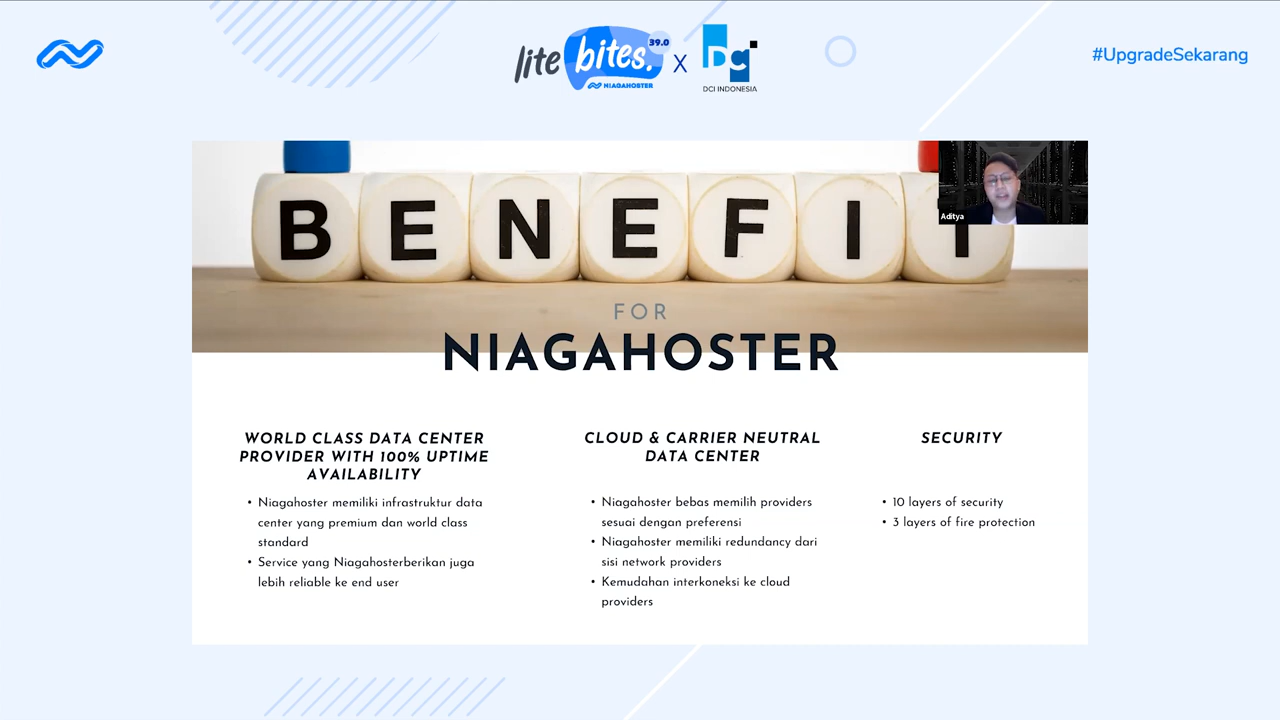 lite bites. 39.0
NIAGAHOSTER
X
DCI
DCI INDONESIA
#UpgradeSekarang
BENEFIT
Aditya
FOR
NIAGAHOSTER
WORLD CLASS DATA CENTER
PROVIDER WITH 100% UPTIME
AVAILABILITY
• Niagahoster memiliki infrastruktur data
center yang premium dan world class
standard
• Service yang Niagahosterberikan juga
lebih reliable ke end user
CLOUD & CARRIER NEUTRAL
DATA CENTER
• Niagahoster bebas memilih providers
sesuai dengan preferensi
• Niagahoster memiliki redundancy dari
sisi network providers
• Kemudahan interkoneksi ke cloud
providers
SECURITY
• 10 layers of security
• 3 layers of fire protection